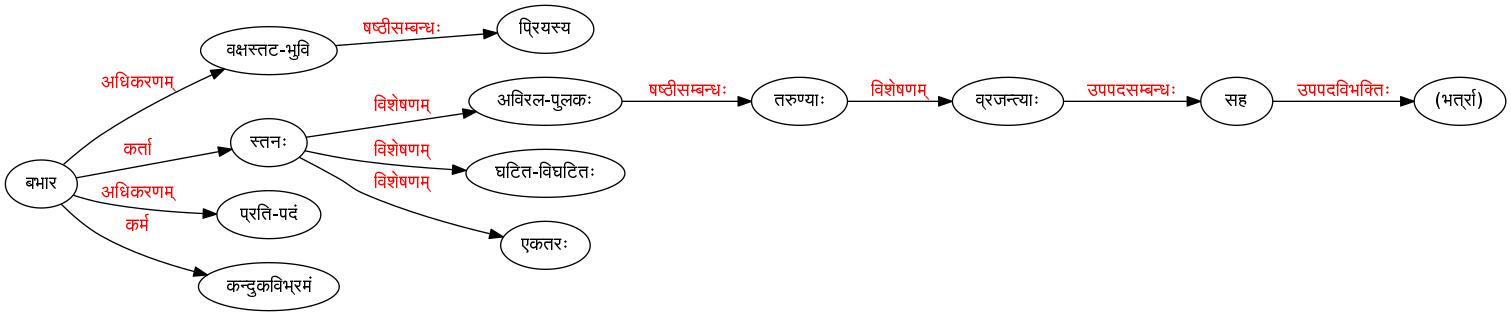 प्रियस्य
षष्ठीसम्बन्धः
वक्षस्तट-भुवि
अधिकरणम्
अविरल-पुलकः
षष्ठीसम्बन्धः
तरुण्याः
विशेषणम्
व्रजन्त्याः
उपपदसम्बन्धः
सह
उपपदविभक्तिः
(भर्त्रा)
विशेषणम्
स्तनः
कर्ता
विशेषणम्
घटित-विघटितः
विशेषणम्
बभार
अधिकरणम्
प्रति-पदं
कर्म
एकतरः
कन्दुकविभ्रमं